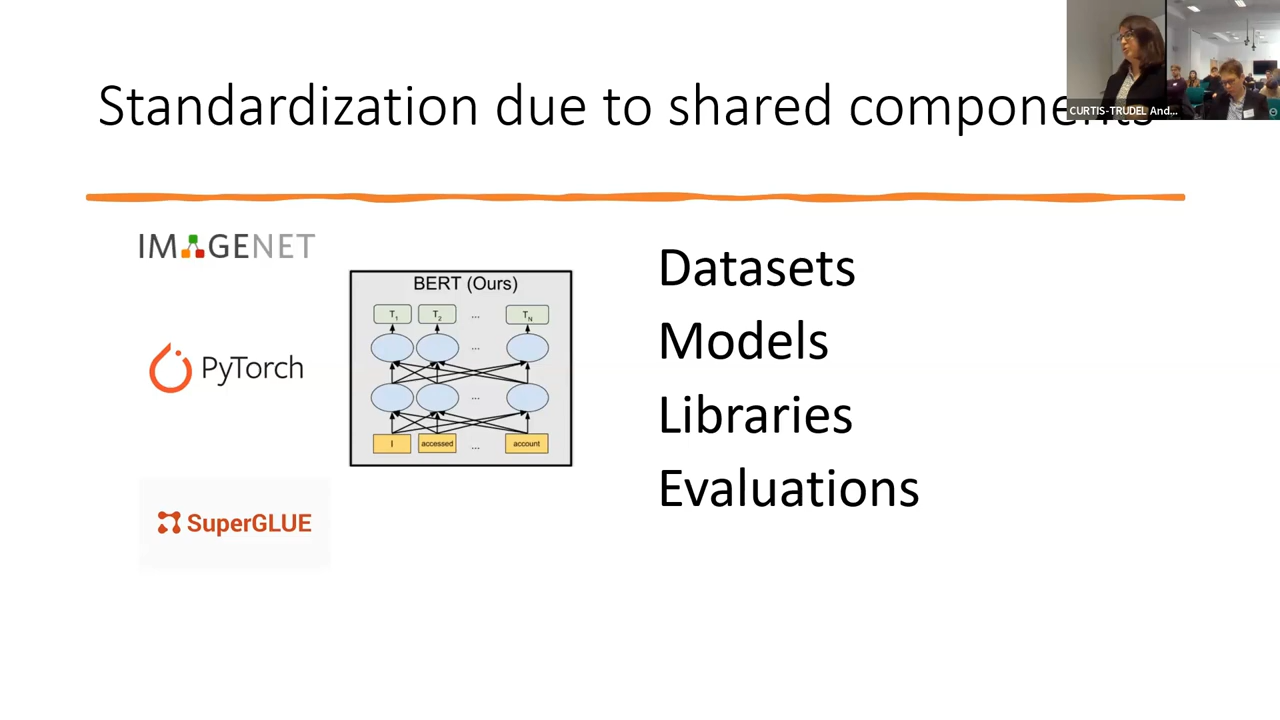 Standardization due to shared components
CURTIS-TRUDEL And...
IMAGENET
PyTorch
SuperGLUE
BERT (Ours)
T1 T2 ... TN
...
...
I accessed ... account
Datasets
Models
Libraries
Evaluations